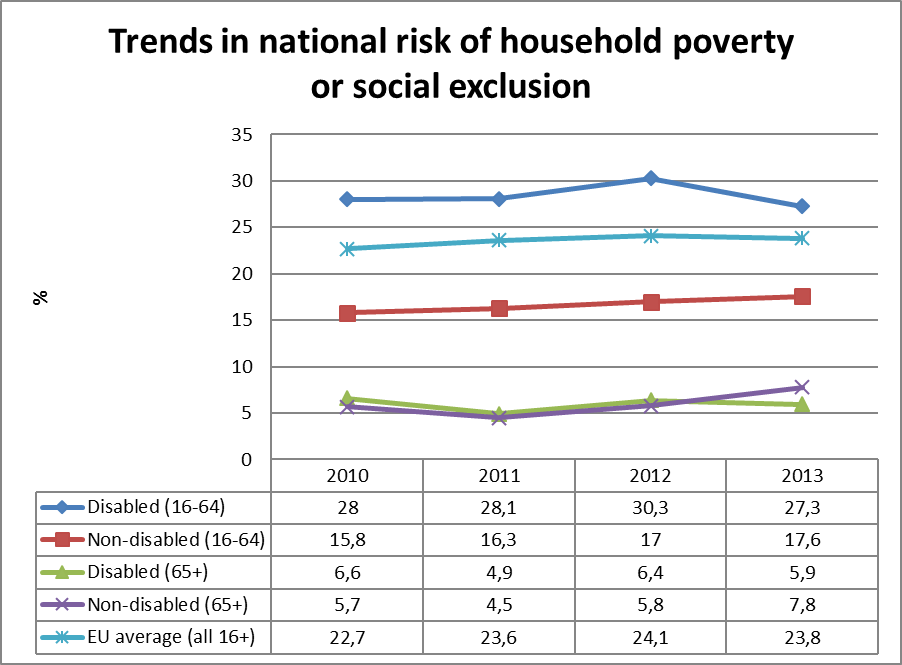 Trends in national risk of household poverty
or social exclusion
35
30
25
20
15
10
5
0
%
2010 2011 2012 2013
Disabled (16-64) 28 28,1 30,3 27,3
Non-disabled (16-64) 15,8 16,3 17 17,6
Disabled (65+) 6,6 4,9 6,4 5,9
Non-disabled (65+) 5,7 4,5 5,8 7,8
EU average (all 16+) 22,7 23,6 24,1 23,8